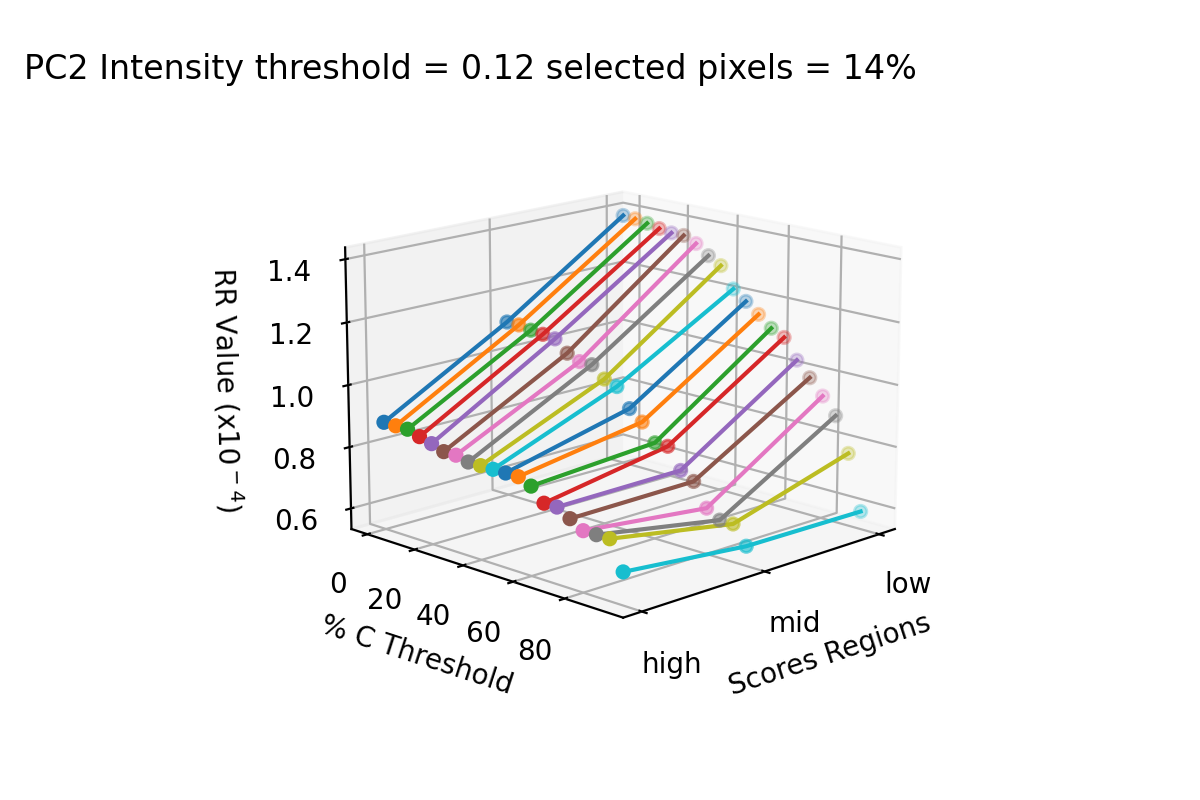 PC2 Intensity threshold = 0.12 selected pixels = 14%
RR Value (x10⁻⁴)
1.4
1.2
1.0
0.8
0.6
0
20
40
60
80
% C Threshold
high
mid
low
Scores Regions